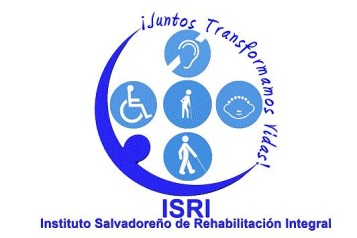 ¡Juntos Transformamos Vidas!
ISRI
Instituto Salvadoreño de Rehabilitación Integral